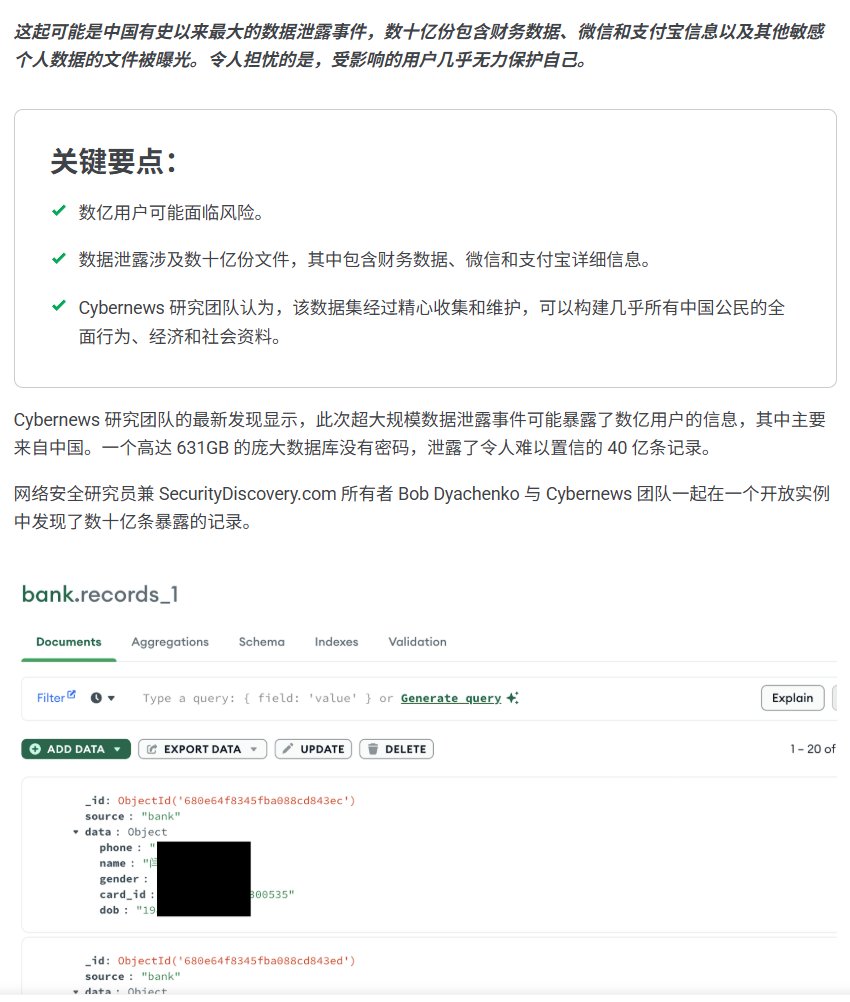 这起可能是中国有史以来最大的数据泄露事件，数十亿份包含财务数据、微信和支付宝信息以及其他敏感
个人数据的文件被曝光。令人担忧的是，受影响的用户几乎无力保护自己。
关键要点：
数亿用户可能面临风险。
数据泄露涉及数十亿份文件，其中包含财务数据、微信和支付宝详细信息。
Cybernews 研究团队认为，该数据集经过精心收集和维护，可以构建几乎所有中国公民的全
面行为、经济和社会资料。
Cybernews 研究团队的最新发现显示，此次超大规模数据泄露事件可能暴露了数亿用户的信息，其中主要
来自中国。一个高达 631GB 的庞大数据库没有密码，泄露了令人难以置信的 40 亿条记录。
网络安全研究员兼 SecurityDiscovery.com 所有者 Bob Dyachenko 与 Cybernews 团队一起在一个开放实例
中发现了数十亿条暴露的记录。
bank.records_1
Documents Aggregations Schema Indexes Validation
Filter Type a query: { field: 'value' } or Generate query Explain
ADD DATA EXPORT DATA UPDATE DELETE 1 – 20 of
_id: ObjectId('680e64f8345fba088cd843ec')
source : "bank"
data : Object
phone : "
name : "
gender :
card_id : 300535"
dob : "19
_id: ObjectId('680e64f8345fba088cd843ed')
source : "bank"
data : Object